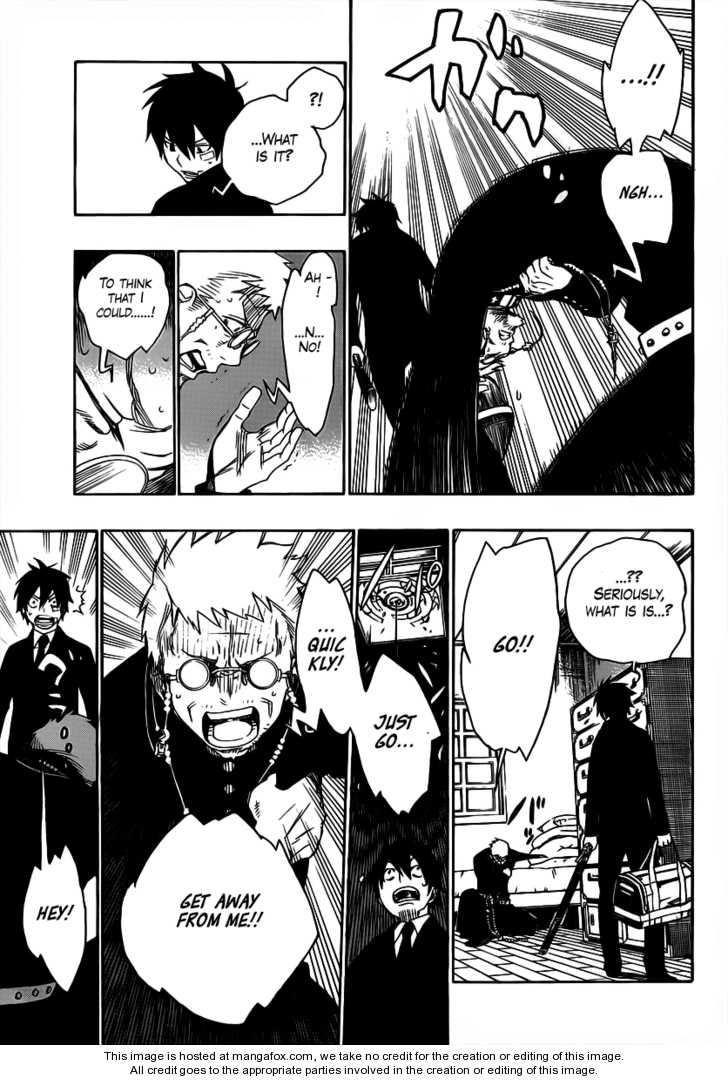 ...!!
NGH...
ガッ
?!
...WHAT
IS IT?
AH -
!
...N...
NO!
TO THINK
THAT I
COULD......!
...??
SERIOUSLY,
WHAT IS IS...?
GO!!
JUST
GO...
...
QUIC
KLY!
GET AWAY
FROM ME!!
?
HEY!
This image is hosted at mangafox.com, we take no credit for the creation or editing of this image.
All credit goes to the appropriate parties involved in the creation or editing of this image.